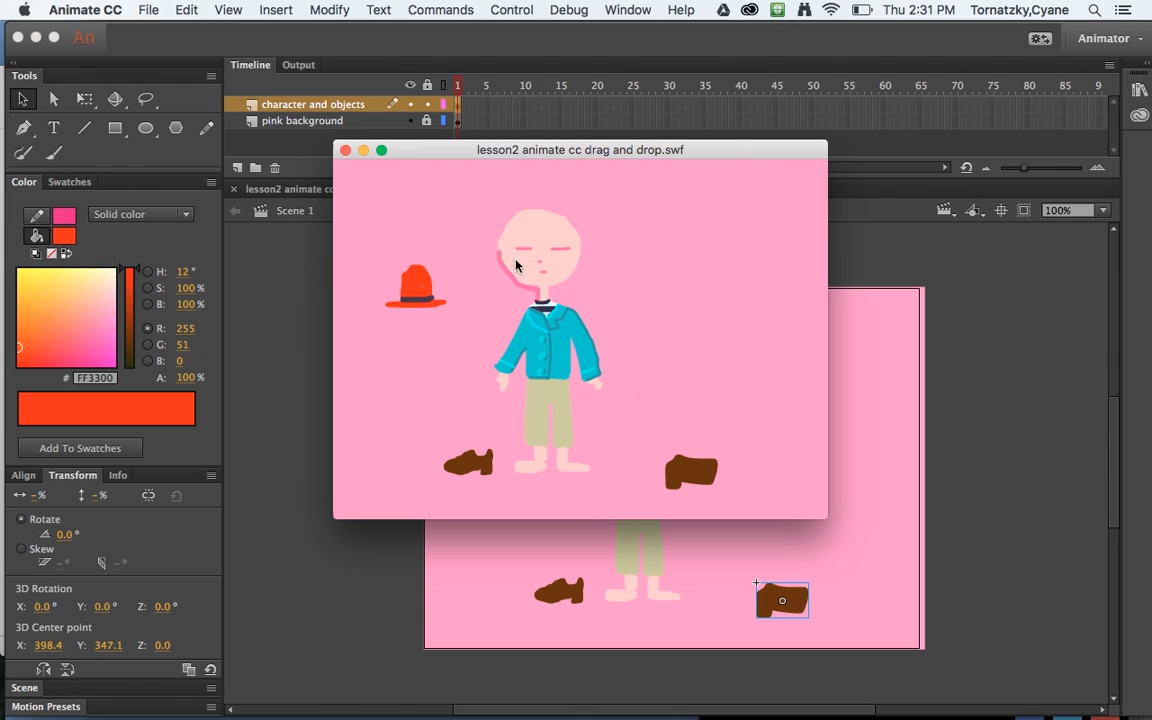 Animate CC File Edit View Insert Modify Text Commands Control Debug Window Help Thu 2:31 PM Tornatzky,Cyane
An Animator
Tools
Timeline Output
1 5 10 15 20 25 30 35 40 45 50 55 60 65 70 75 80 85 9
character and objects
pink background
lesson2 animate cc drag and drop.swf
Color Swatches
lesson2 animate cc
Scene 1
100%
Solid color
H: 12 °
S: 100 %
B: 100 %
R: 255
G: 51
B: 0
# FF3300 A: 100 %
Add To Swatches
Align Transform Info
- % - %
Rotate
0.0 °
Skew
- ° - °
3D Rotation
X: 0.0 ° Y: 0.0 ° Z: 0.0 °
3D Center point
X: 398.4 Y: 347.1 Z: 0.0
Scene
Motion Presets